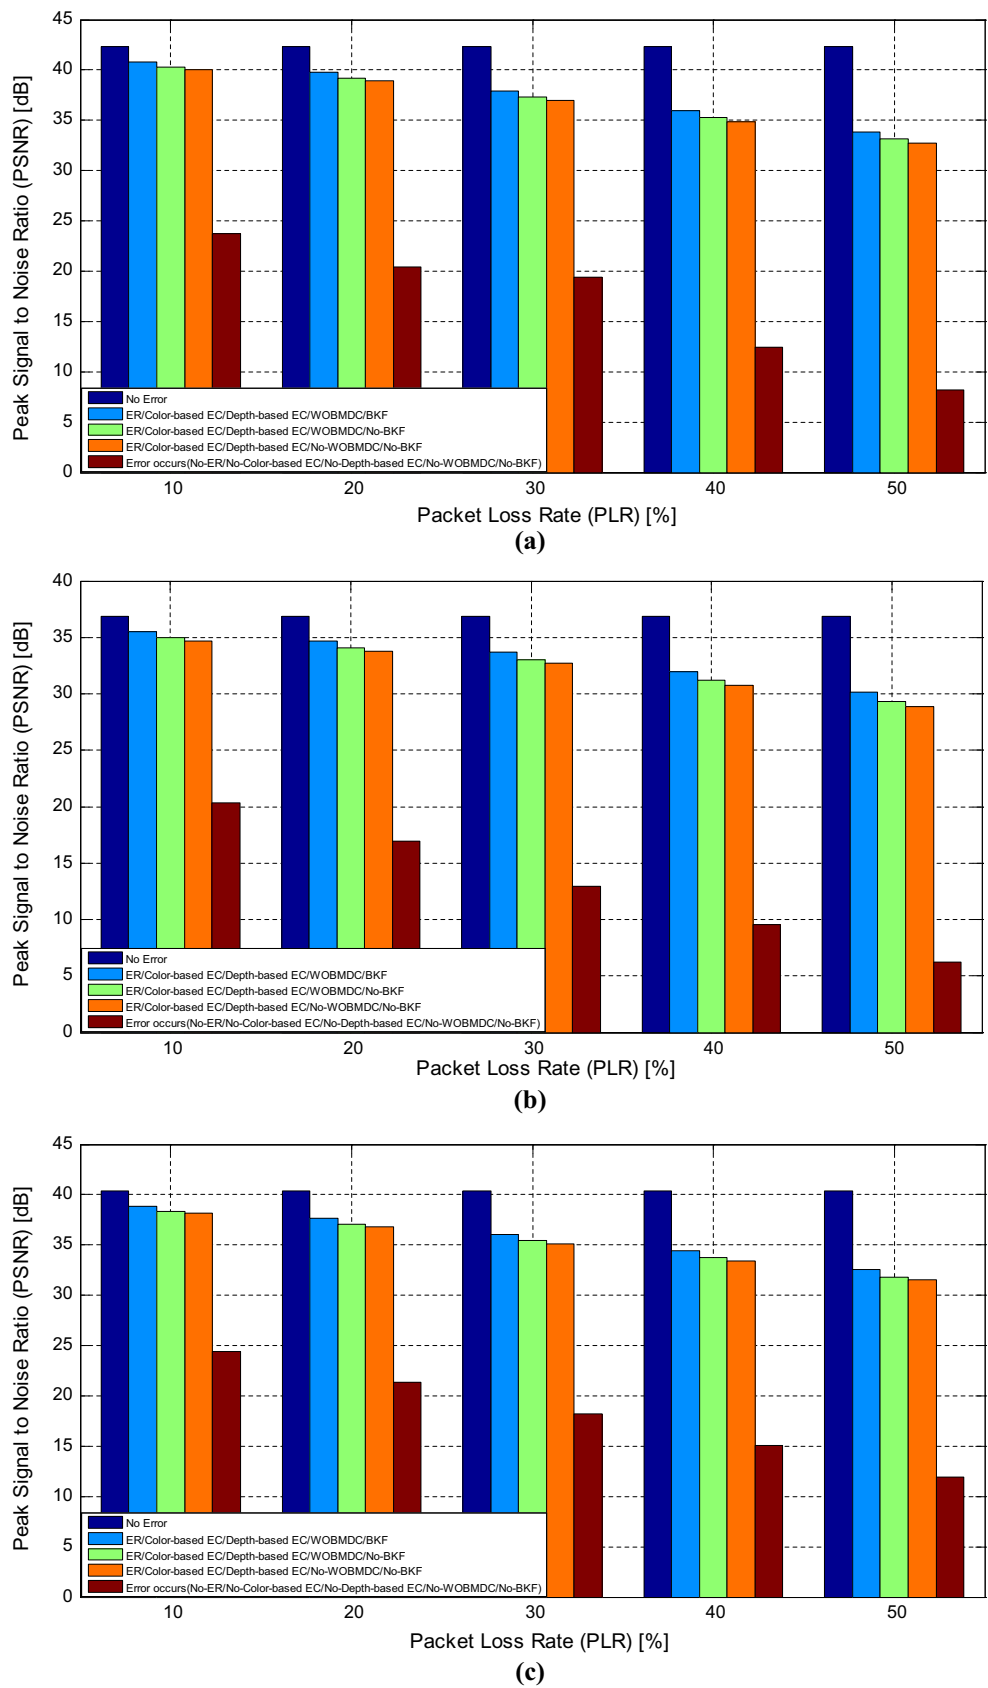 45
40
35
30
25
20
15
10
5
0
Peak Signal to Noise Ratio (PSNR) [dB]
No Error
ER/Color-based EC/Depth-based EC/WOBMDC/BKF
ER/Color-based EC/Depth-based EC/WOBMDC/No-BKF
ER/Color-based EC/Depth-based EC/No-WOBMDC/No-BKF
Error occurs(No-ER/No-Color-based EC/No-Depth-based EC/No-WOBMDC/No-BKF)
10 20 30 40 50
Packet Loss Rate (PLR) [%]
(a)
40
35
30
25
20
15
10
5
0
Peak Signal to Noise Ratio (PSNR) [dB]
No Error
ER/Color-based EC/Depth-based EC/WOBMDC/BKF
ER/Color-based EC/Depth-based EC/WOBMDC/No-BKF
ER/Color-based EC/Depth-based EC/No-WOBMDC/No-BKF
Error occurs(No-ER/No-Color-based EC/No-Depth-based EC/No-WOBMDC/No-BKF)
10 20 30 40 50
Packet Loss Rate (PLR) [%]
(b)
45
40
35
30
25
20
15
10
5
0
Peak Signal to Noise Ratio (PSNR) [dB]
No Error
ER/Color-based EC/Depth-based EC/WOBMDC/BKF
ER/Color-based EC/Depth-based EC/WOBMDC/No-BKF
ER/Color-based EC/Depth-based EC/No-WOBMDC/No-BKF
Error occurs(No-ER/No-Color-based EC/No-Depth-based EC/No-WOBMDC/No-BKF)
10 20 30 40 50
Packet Loss Rate (PLR) [%]
(c)